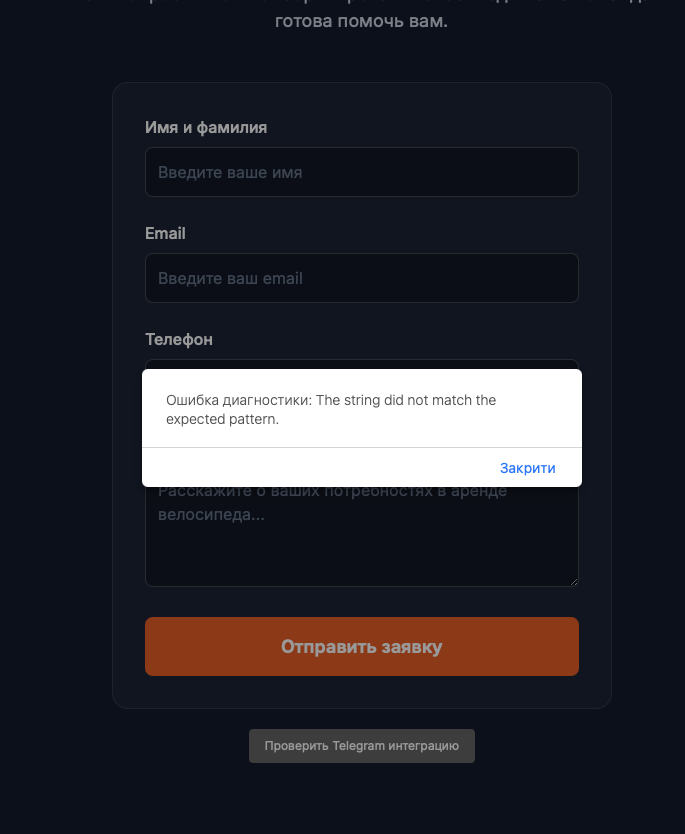 готова помочь вам.
Имя и фамилия
Введите ваше имя
Email
Введите ваш email
Телефон
Ошибка диагностики: The string did not match the
expected pattern.
Закрити
Расскажите о ваших потребностях в аренде
велосипеда...
Отправить заявку
Проверить Telegram интеграцию